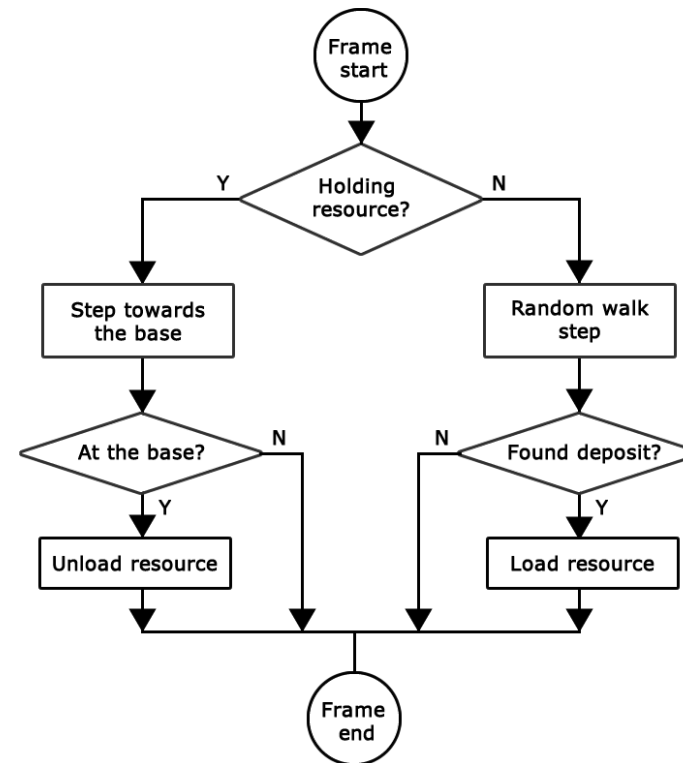 Frame
start
Y
Holding
resource?
N
Step towards
the base
Random walk
step
At the base?
N
N
Found deposit?
Y
Y
Unload resource
Load resource
Frame
end